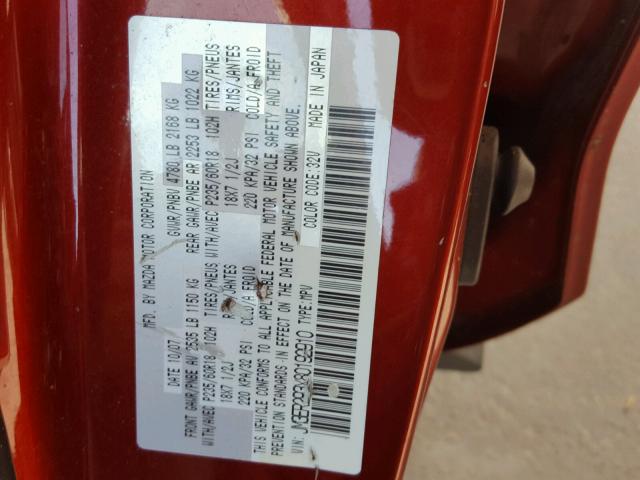 MFD. BY MAZDA MOTOR CORPORATION
DATE 10/07 GVWR/PNBV 4780 LB 2168 KG
FRONT GAWR/PNBE AV 2535 LB 1150 KG REAR GAWR/PNBE AR 2253 LB 1022 KG
WITH/AVEC P235/60R18 102H TIRES/PNEUS WITH/AVEC P235/60R18 102H TIRES/PNEUS
18X7 1/2J JANTES 18X7 1/2J RIMS/JANTES
220 KPA/32 PSI COLD/A FROID 220 KPA/32 PSI COLD/A FROID
THIS VEHICLE CONFORMS TO ALL APPLICABLE FEDERAL MOTOR VEHICLE SAFETY AND THEFT
PREVENTION STANDARDS IN EFFECT ON THE DATE OF MANUFACTURE SHOWN ABOVE.
VIN: TYPE:MPV COLOR CODE:32V MADE IN JAPAN